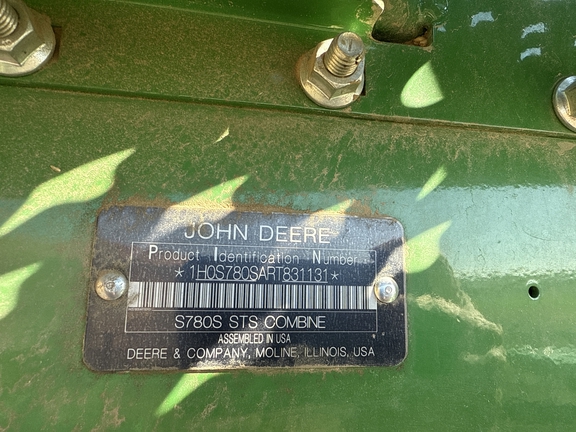 JOHN DEERE
Product Identification Number
*1H0S780SART831131*
S780S STS COMBINE
ASSEMBLED IN USA
DEERE & COMPANY, MOLINE, ILLINOIS, USA